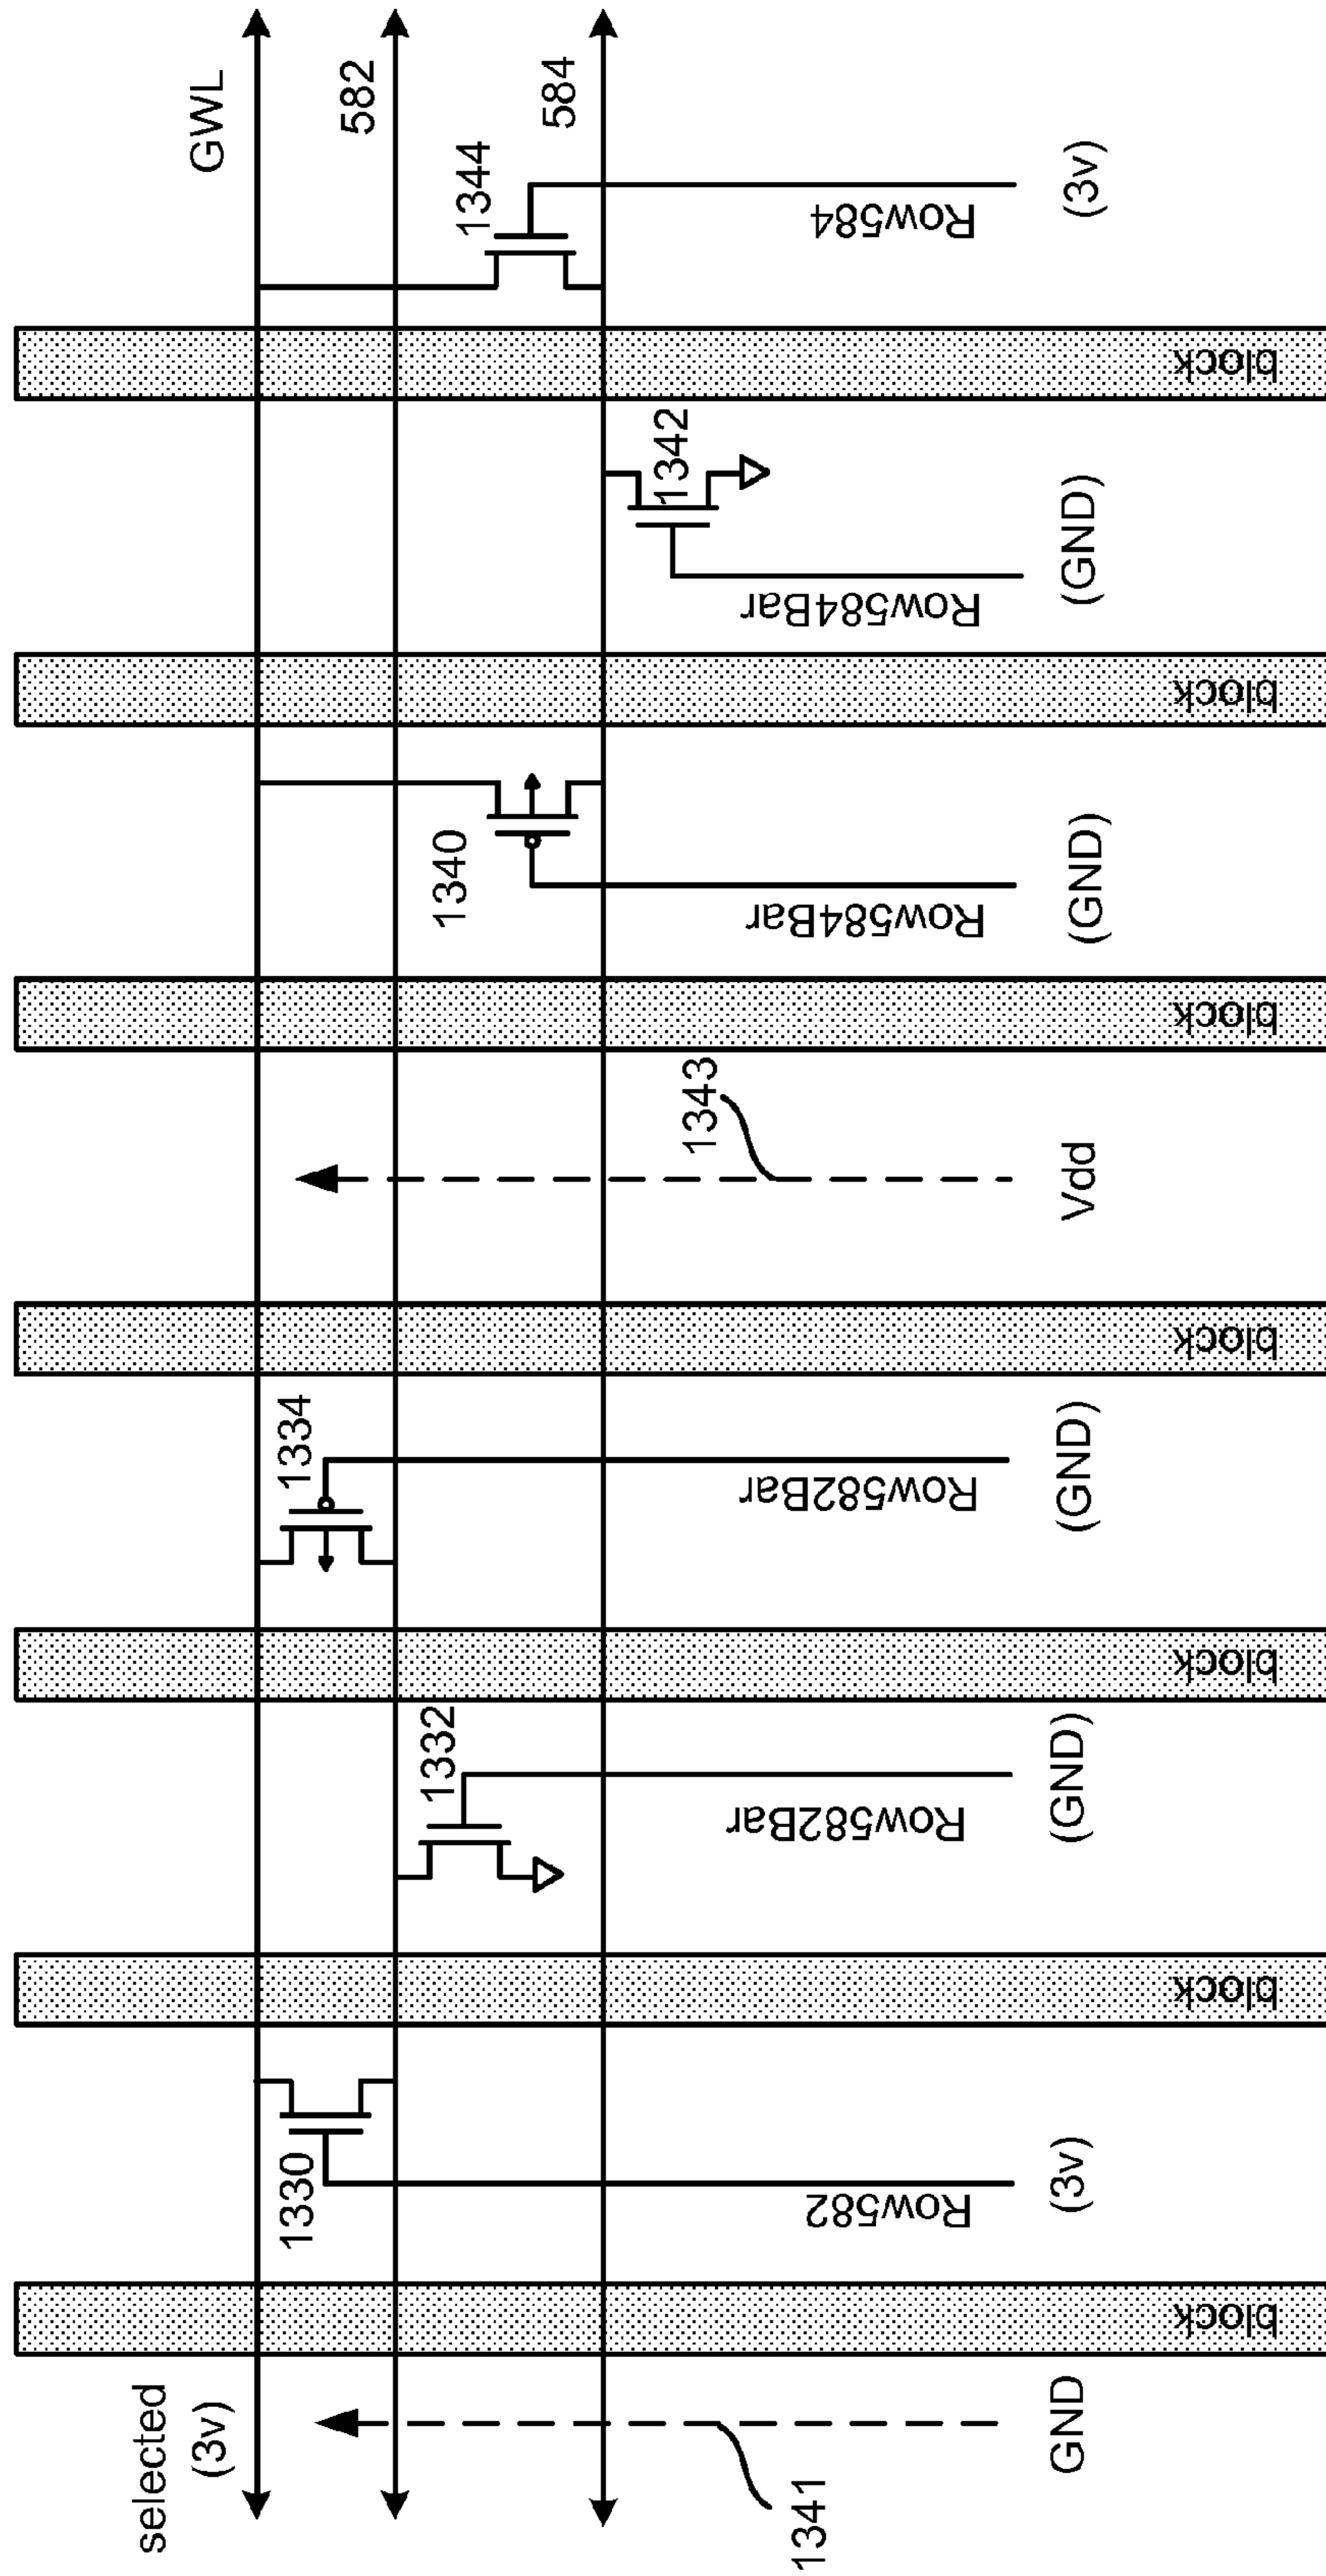 selected
(3v)
GWL
582
584
1330
1332
1334
1340
1342
1344
1341
1343
Row582
Row582Bar
Row582Bar
Row584Bar
Row584Bar
Row584
GND
(3v)
(GND)
(GND)
Vdd
(GND)
(GND)
(3v)
block
block
block
block
block
block
block
block